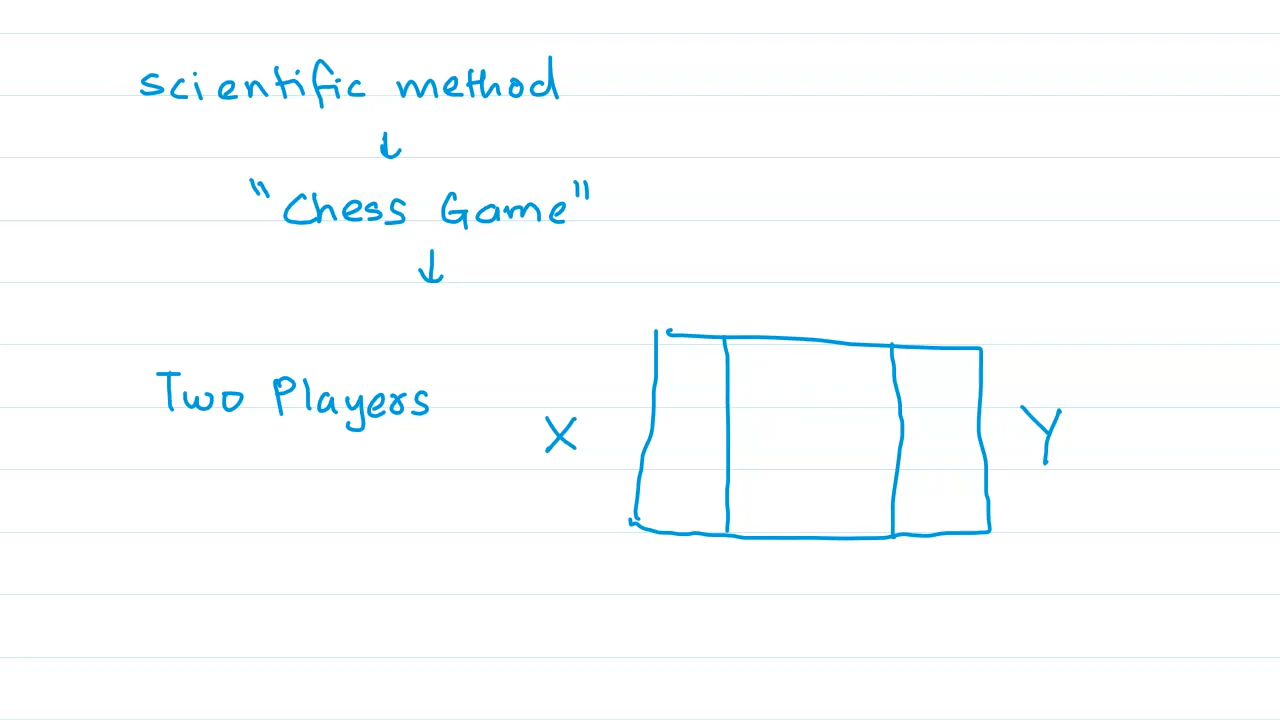 scientific method
↓
"Chess Game"
↓
Two Players
X Y